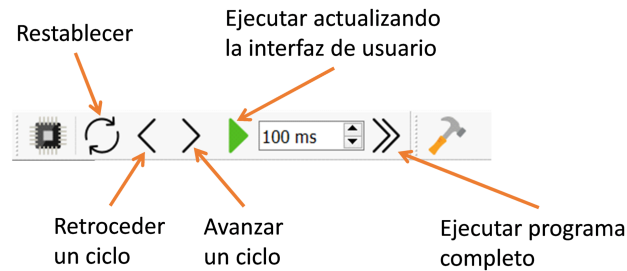 Restablecer
Ejecutar actualizando
la interfaz de usuario
100 ms
Retroceder
un ciclo
Avanzar
un ciclo
Ejecutar programa
completo